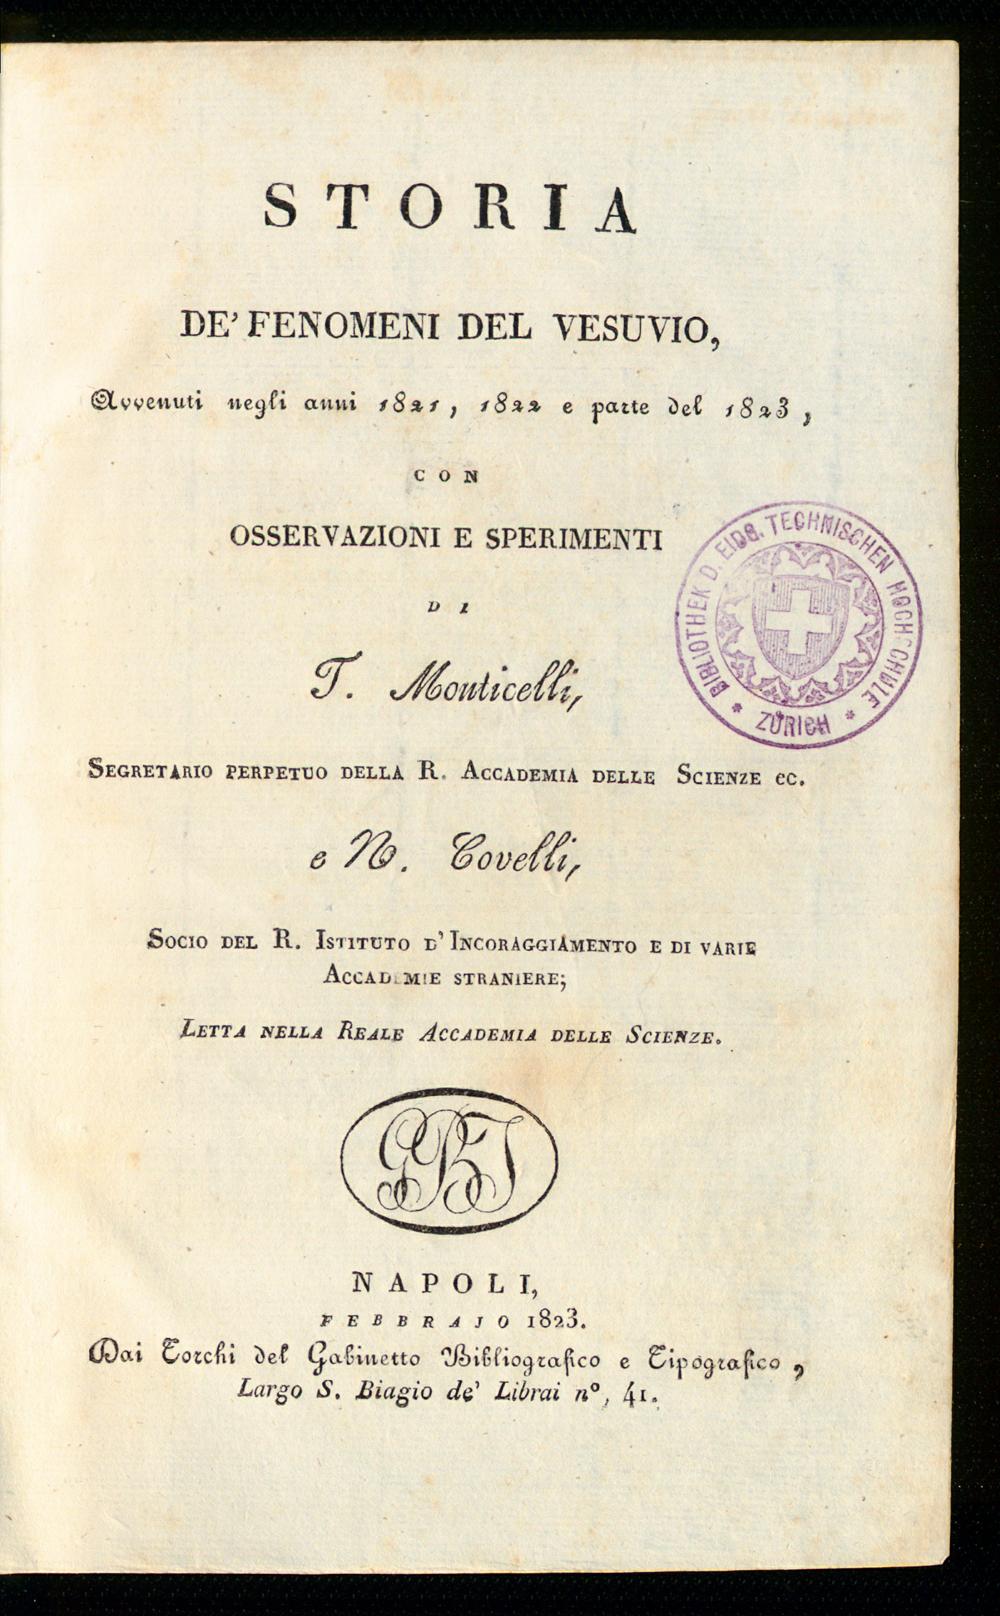 STORIA
DE' FENOMENI DEL VESUVIO,
Avvenuti negli anni 1821, 1822 e parte del 1823,
CON
OSSERVAZIONI E SPERIMENTI
DI
T. Monticelli,
SEGRETARIO PERPETUO DELLA R. ACCADEMIA DELLE SCIENZE ec.
e N. Covelli,
SOCIO DEL R. ISTITUTO D' INCORAGGIAMENTO E DI VARIE
ACCADEMIE STRANIERE;
LETTA NELLA REALE ACCADEMIA DELLE SCIENZE.
GBT
NAPOLI,
FEBBRAJO 1823.
Dai Torchi del Gabinetto Bibliografico e Tipografico,
Largo S. Biagio de' Librai n°, 41.
BIBLIOTHEK D. EIDG. TECHNISCHEN HOCHSCHULE
* ZÜRICH *